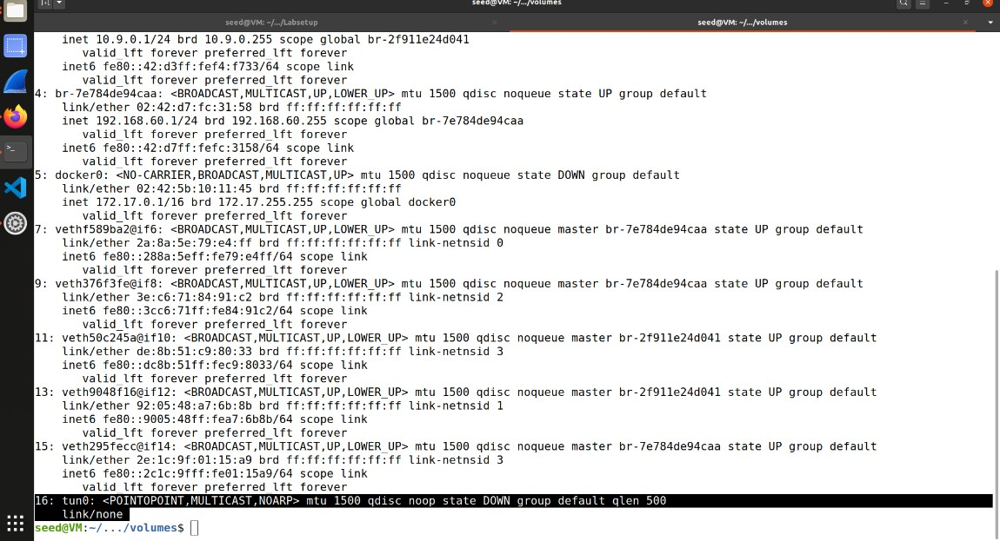 seed@VM: ~/.../volumes
seed@VM: ~/.../Labsetup
seed@VM: ~/.../volumes
inet 10.9.0.1/24 brd 10.9.0.255 scope global br-2f911e24d041
valid_lft forever preferred_lft forever
inet6 fe80::42:d3ff:fef4:f733/64 scope link
valid_lft forever preferred_lft forever
4: br-7e784de94caa: <BROADCAST,MULTICAST,UP,LOWER_UP> mtu 1500 qdisc noqueue state UP group default
link/ether 02:42:d7:fc:31:58 brd ff:ff:ff:ff:ff:ff
inet 192.168.60.1/24 brd 192.168.60.255 scope global br-7e784de94caa
valid_lft forever preferred_lft forever
inet6 fe80::42:d7ff:fefc:3158/64 scope link
valid_lft forever preferred_lft forever
5: docker0: <NO-CARRIER,BROADCAST,MULTICAST,UP> mtu 1500 qdisc noqueue state DOWN group default
link/ether 02:42:5b:10:11:45 brd ff:ff:ff:ff:ff:ff
inet 172.17.0.1/16 brd 172.17.255.255 scope global docker0
valid_lft forever preferred_lft forever
7: vethf589ba2@if6: <BROADCAST,MULTICAST,UP,LOWER_UP> mtu 1500 qdisc noqueue master br-7e784de94caa state UP group default
link/ether 2a:8a:5e:79:e4:ff brd ff:ff:ff:ff:ff:ff link-netnsid 0
inet6 fe80::288a:5eff:fe79:e4ff/64 scope link
valid_lft forever preferred_lft forever
9: veth376f3fe@if8: <BROADCAST,MULTICAST,UP,LOWER_UP> mtu 1500 qdisc noqueue master br-7e784de94caa state UP group default
link/ether 3e:c6:71:84:91:c2 brd ff:ff:ff:ff:ff:ff link-netnsid 2
inet6 fe80::3cc6:71ff:fe84:91c2/64 scope link
valid_lft forever preferred_lft forever
11: veth50c245a@if10: <BROADCAST,MULTICAST,UP,LOWER_UP> mtu 1500 qdisc noqueue master br-2f911e24d041 state UP group default
link/ether de:8b:51:c9:80:33 brd ff:ff:ff:ff:ff:ff link-netnsid 3
inet6 fe80::dc8b:51ff:fec9:8033/64 scope link
valid_lft forever preferred_lft forever
13: veth9048f16@if12: <BROADCAST,MULTICAST,UP,LOWER_UP> mtu 1500 qdisc noqueue master br-2f911e24d041 state UP group default
link/ether 92:05:48:a7:6b:8b brd ff:ff:ff:ff:ff:ff link-netnsid 1
inet6 fe80::9005:48ff:fea7:6b8b/64 scope link
valid_lft forever preferred_lft forever
15: veth295fecc@if14: <BROADCAST,MULTICAST,UP,LOWER_UP> mtu 1500 qdisc noqueue master br-7e784de94caa state UP group default
link/ether 2e:1c:9f:01:15:a9 brd ff:ff:ff:ff:ff:ff link-netnsid 3
inet6 fe80::2c1c:9fff:fe01:15a9/64 scope link
valid_lft forever preferred_lft forever
16: tun0: <POINTOPOINT,MULTICAST,NOARP> mtu 1500 qdisc noop state DOWN group default qlen 500
link/none
seed@VM:~/.../volumes$